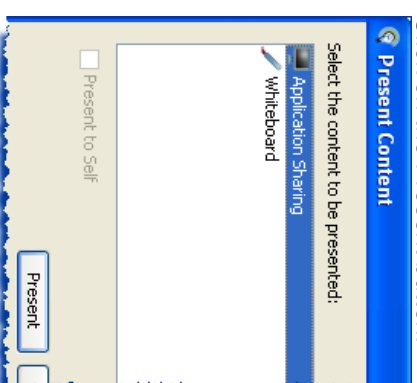 Present Content
Select the content to be presented:
Application Sharing
Whiteboard
Present to Self
Present